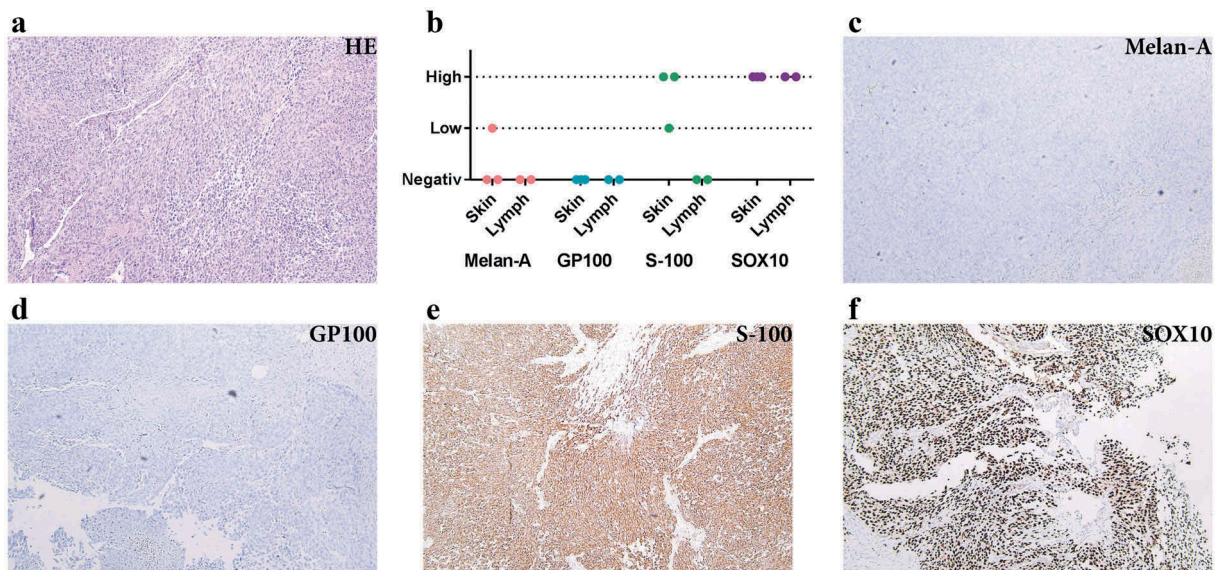 a
HE
b
High
Low
Negativ
Skin
Lymph
Skin
Lymph
Skin
Lymph
Skin
Lymph
Melan-A
GP100
S-100
SOX10
c
Melan-A
d
GP100
e
S-100
f
SOX10